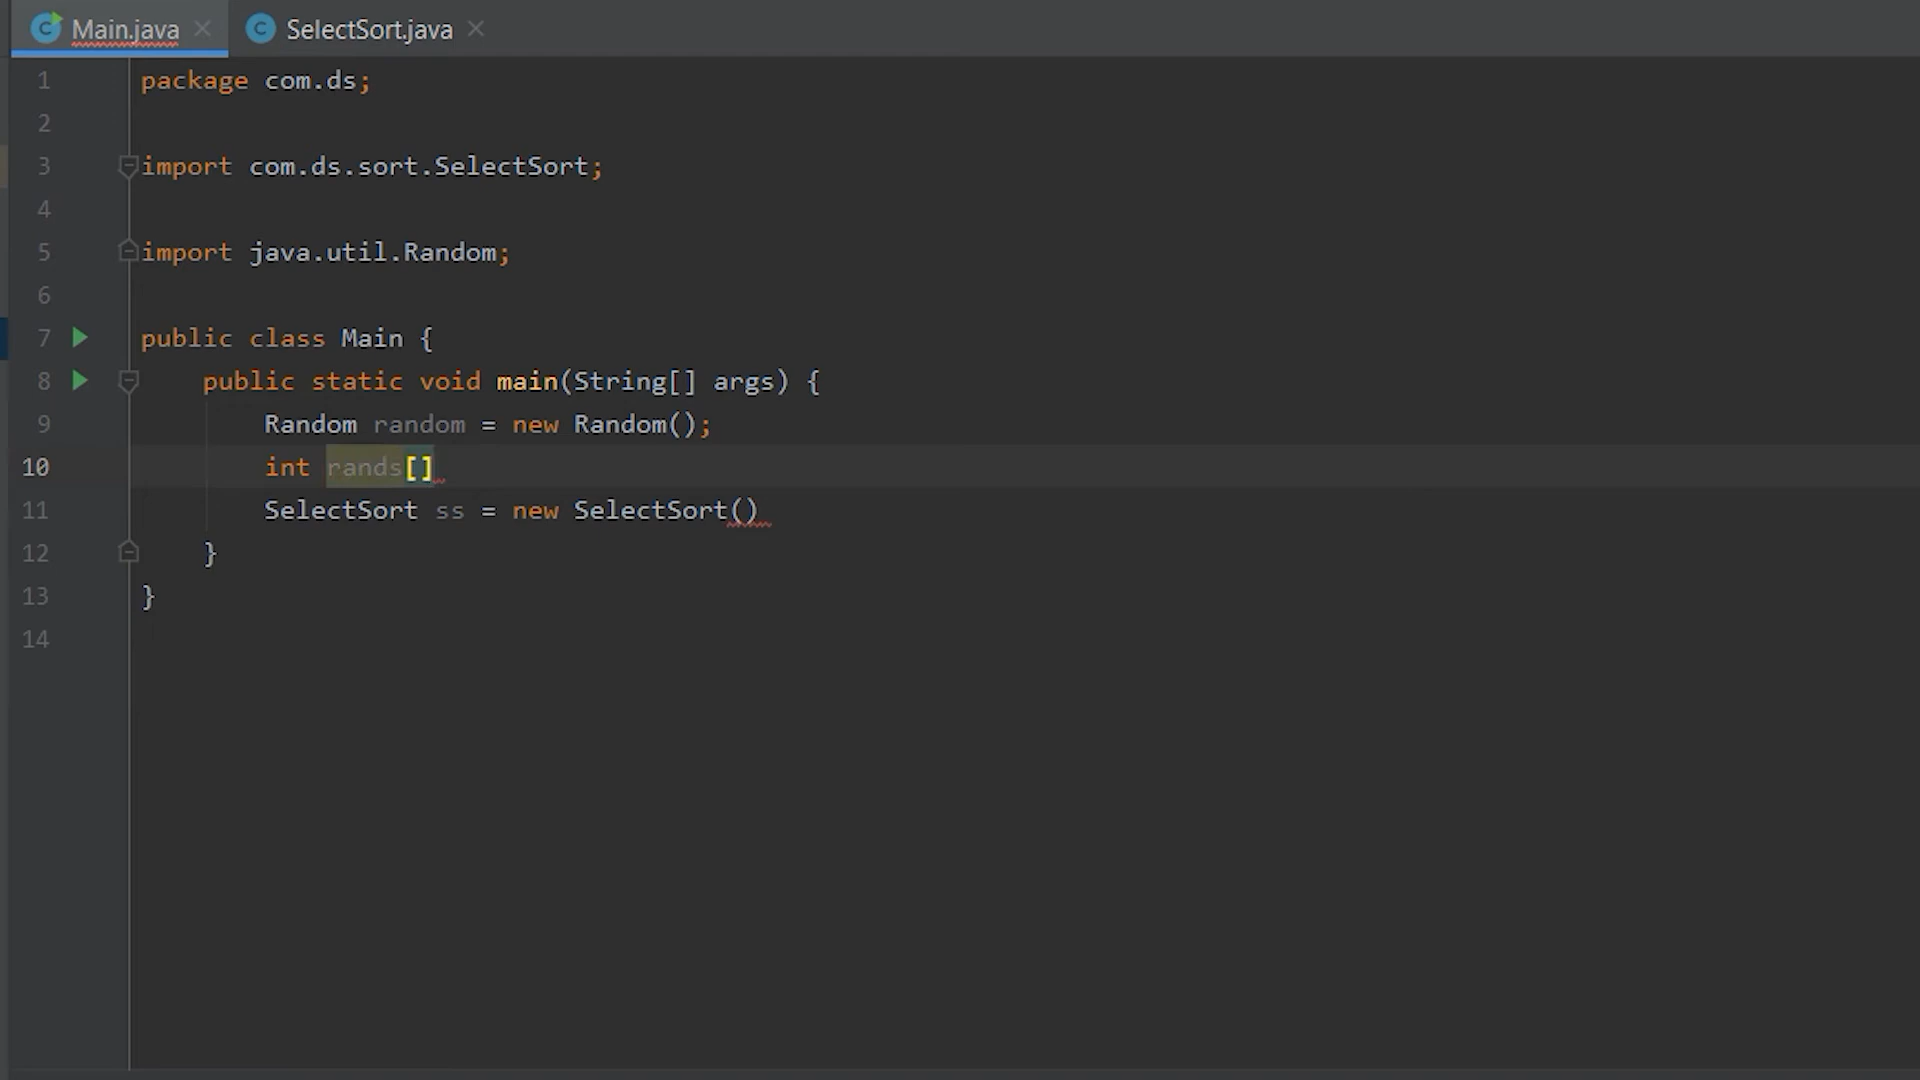 Main.java SelectSort.java
1 package com.ds;
2
3 import com.ds.sort.SelectSort;
4
5 import java.util.Random;
6
7 public class Main {
8 public static void main(String[] args) {
9 Random random = new Random();
10 int rands[]
11 SelectSort ss = new SelectSort()
12 }
13 }
14